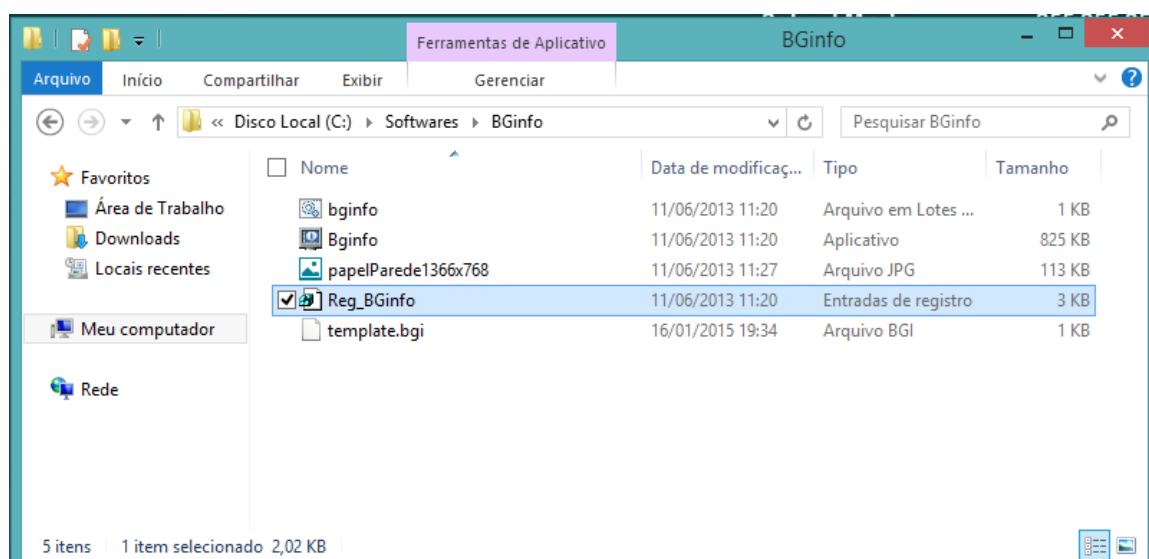 Ferramentas de Aplicativo
BGinfo
Arquivo Início Compartilhar Exibir Gerenciar
« Disco Local (C:) Softwares BGinfo Pesquisar BGinfo
Nome Data de modificaç... Tipo Tamanho
Favoritos
Área de Trabalho
Downloads
Locais recentes
Meu computador
Rede
bginfo 11/06/2013 11:20 Arquivo em Lotes ... 1 KB
Bginfo 11/06/2013 11:20 Aplicativo 825 KB
papelParede1366x768 11/06/2013 11:27 Arquivo JPG 113 KB
Reg_BGinfo 11/06/2013 11:20 Entradas de registro 3 KB
template.bgi 16/01/2015 19:34 Arquivo BGI 1 KB
5 itens 1 item selecionado 2,02 KB